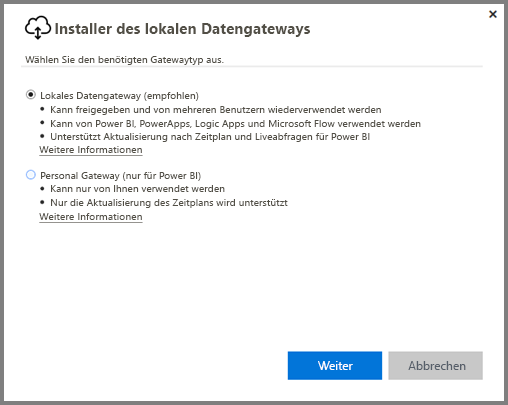 Installer des lokalen Datengateways
Wählen Sie den benötigten Gatewaytyp aus.
Lokales Datengateway (empfohlen)
• Kann freigegeben und von mehreren Benutzern wiederverwendet werden
• Kann von Power BI, PowerApps, Logic Apps und Microsoft Flow verwendet werden
• Unterstützt Aktualisierung nach Zeitplan und Liveabfragen für Power BI
Weitere Informationen
Personal Gateway (nur für Power BI)
• Kann nur von Ihnen verwendet werden
• Nur die Aktualisierung des Zeitplans wird unterstützt
Weitere Informationen
Weiter Abbrechen